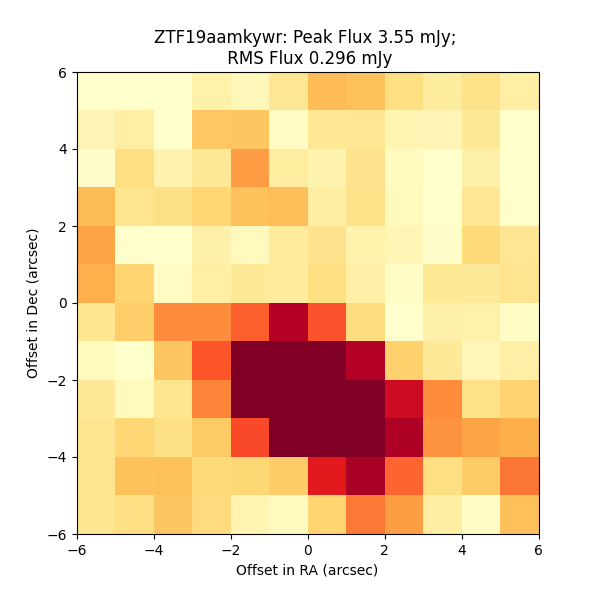 ZTF19aamkywr: Peak Flux 3.55 mJy;
RMS Flux 0.296 mJy
6
4
2
0
−2
−4
−6
Offset in Dec (arcsec)
−6 −4 −2 0 2 4 6
Offset in RA (arcsec)